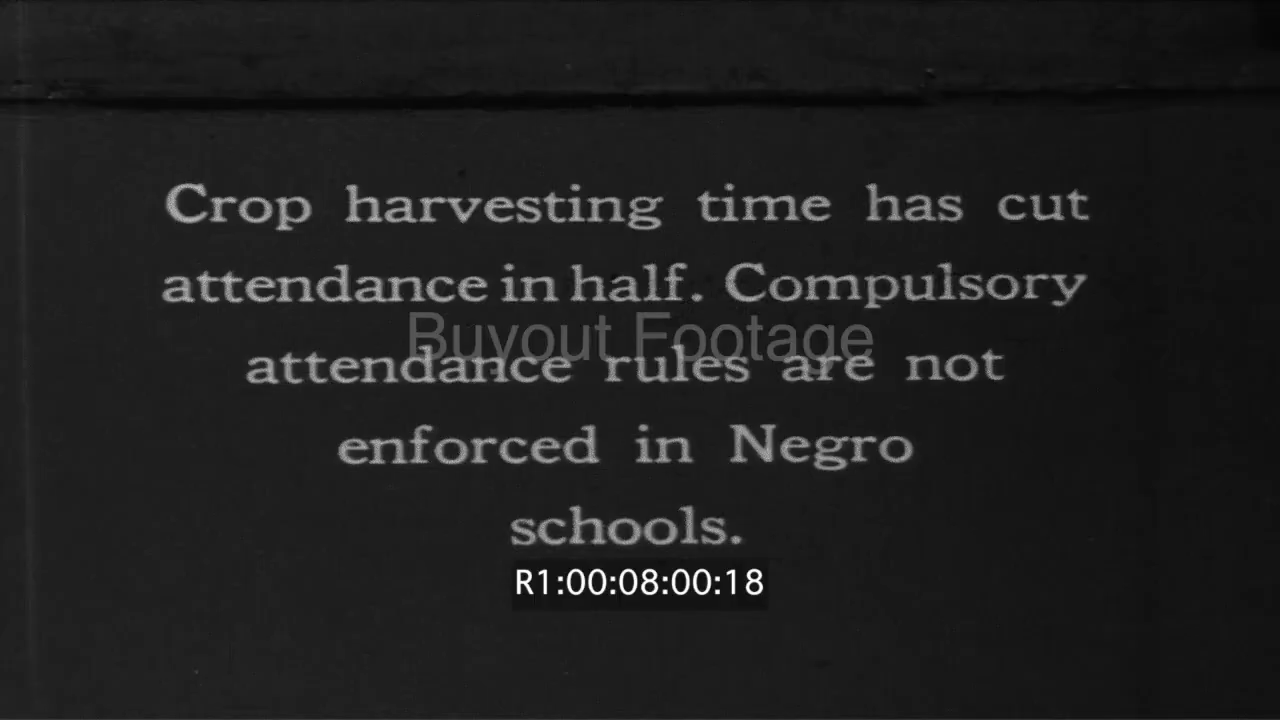 Crop harvesting time has cut
attendance in half. Compulsory
Buyout Footage
attendance rules are not
enforced in Negro
schools.
R1:00:08:00:18